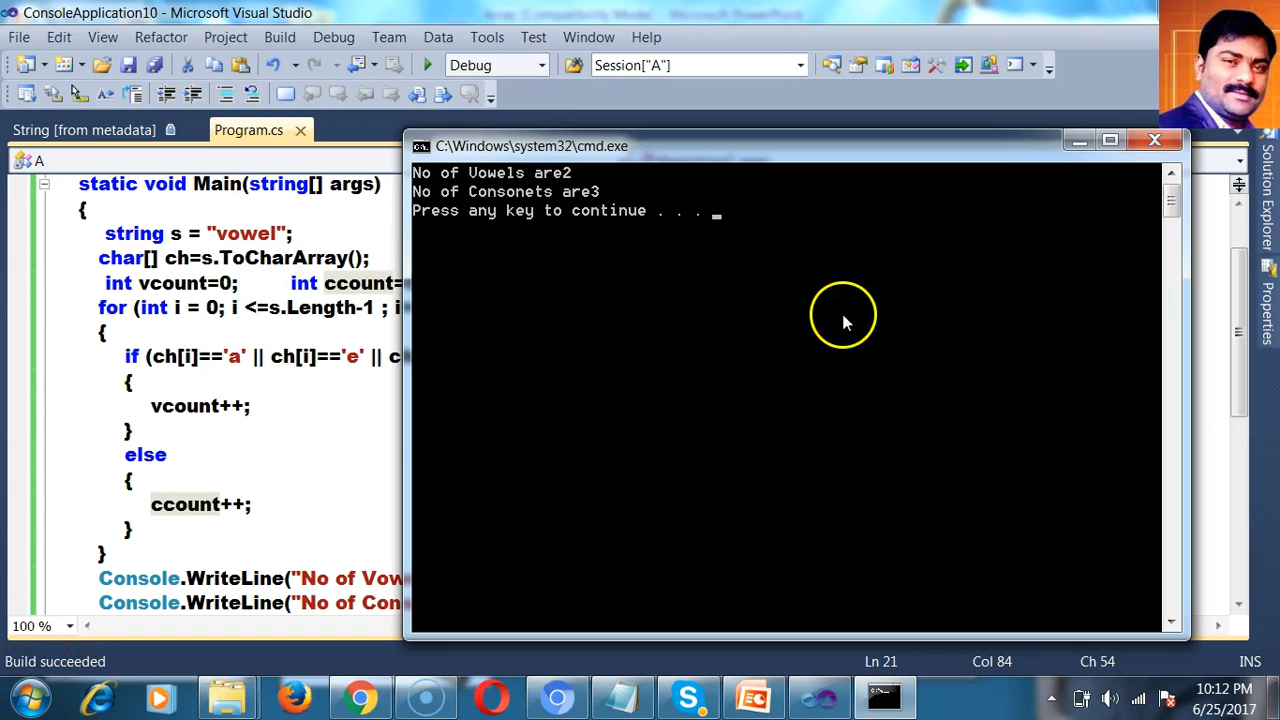 ConsoleApplication10 - Microsoft Visual Studio
File Edit View Refactor Project Build Debug Team Data Tools Test Window Help
Debug Session["A"]
String [from metadata] Program.cs
A
static void Main(string[] args)
{
string s = "vowel";
char[] ch=s.ToCharArray();
int vcount=0; int ccount=
for (int i = 0; i <=s.Length-1 ; i
{
if (ch[i]=='a' || ch[i]=='e' || c
{
vcount++;
}
else
{
ccount++;
}
}
Console.WriteLine("No of Vow
Console.WriteLine("No of Con
C:\Windows\system32\cmd.exe
No of Vowels are2
No of Consonets are3
Press any key to continue . . . _
Solution Explorer
Properties
100 %
Build succeeded Ln 21 Col 84 Ch 54 INS
10:12 PM
6/25/2017